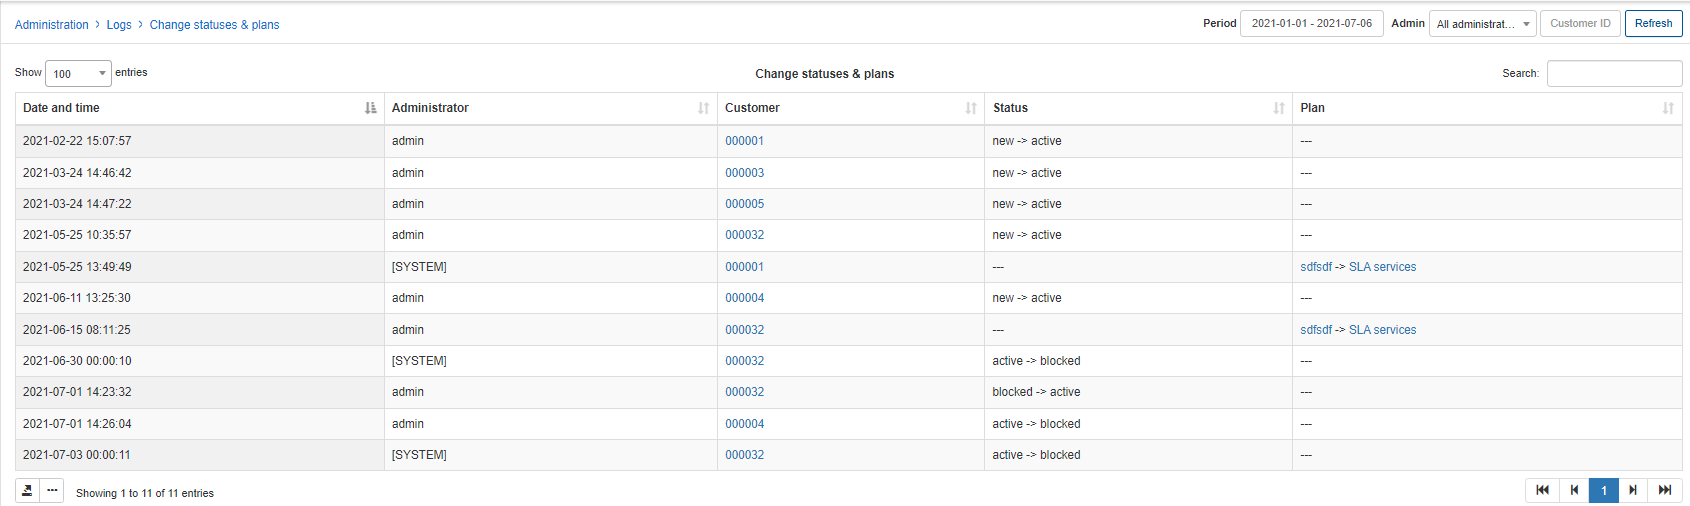 Administration > Logs > Change statuses & plans Period 2021-01-01 - 2021-07-06 Admin All administrat... Customer ID Refresh
Show 100 entries Change statuses & plans Search:
Date and time Administrator Customer Status Plan
2021-02-22 15:07:57 admin 000001 new -> active ---
2021-03-24 14:46:42 admin 000003 new -> active ---
2021-03-24 14:47:22 admin 000005 new -> active ---
2021-05-25 10:35:57 admin 000032 new -> active ---
2021-05-25 13:49:49 [SYSTEM] 000001 --- sdfsdf -> SLA services
2021-06-11 13:25:30 admin 000004 new -> active ---
2021-06-15 08:11:25 admin 000032 --- sdfsdf -> SLA services
2021-06-30 00:00:10 [SYSTEM] 000032 active -> blocked ---
2021-07-01 14:23:32 admin 000032 blocked -> active ---
2021-07-01 14:26:04 admin 000004 active -> blocked ---
2021-07-03 00:00:11 [SYSTEM] 000032 active -> blocked ---
Showing 1 to 11 of 11 entries 1